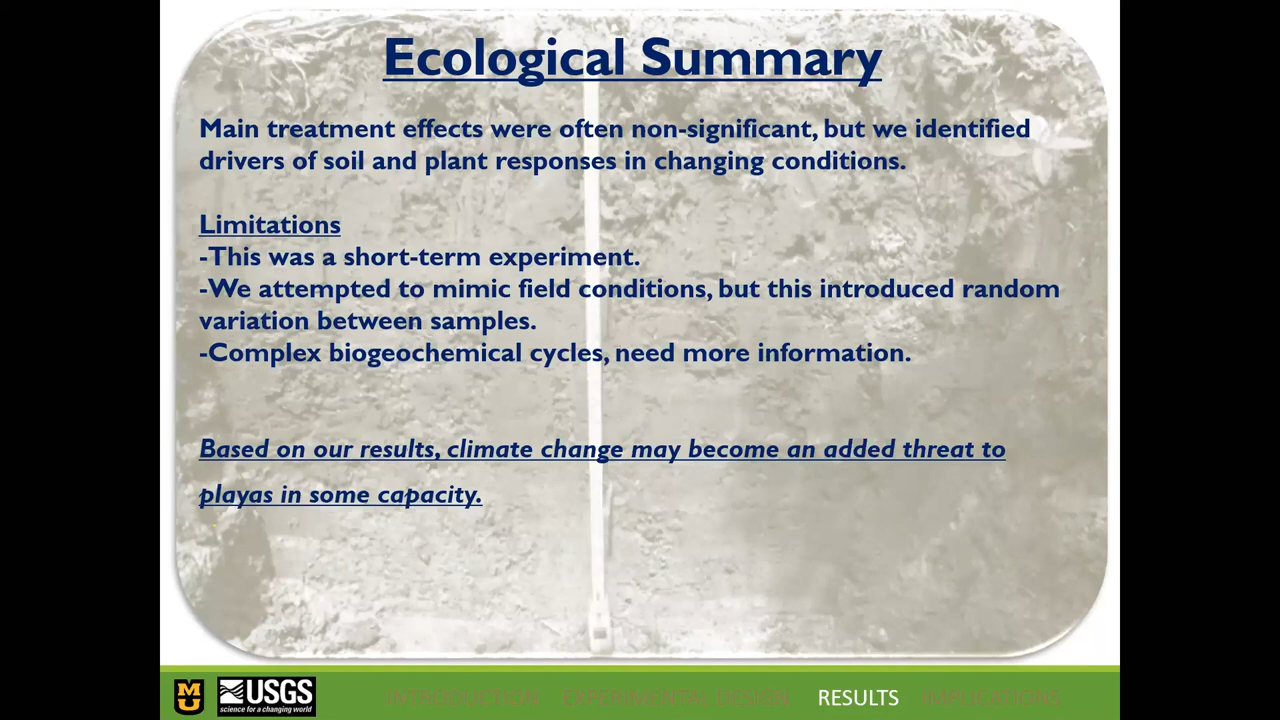 Ecological Summary
Main treatment effects were often non-significant, but we identified
drivers of soil and plant responses in changing conditions.
Limitations
-This was a short-term experiment.
-We attempted to mimic field conditions, but this introduced random
variation between samples.
-Complex biogeochemical cycles, need more information.
Based on our results, climate change may become an added threat to
playas in some capacity.
MU USGS science for a changing world INTRODUCTION EXPERIMENTAL DESIGN RESULTS IMPLICATIONS